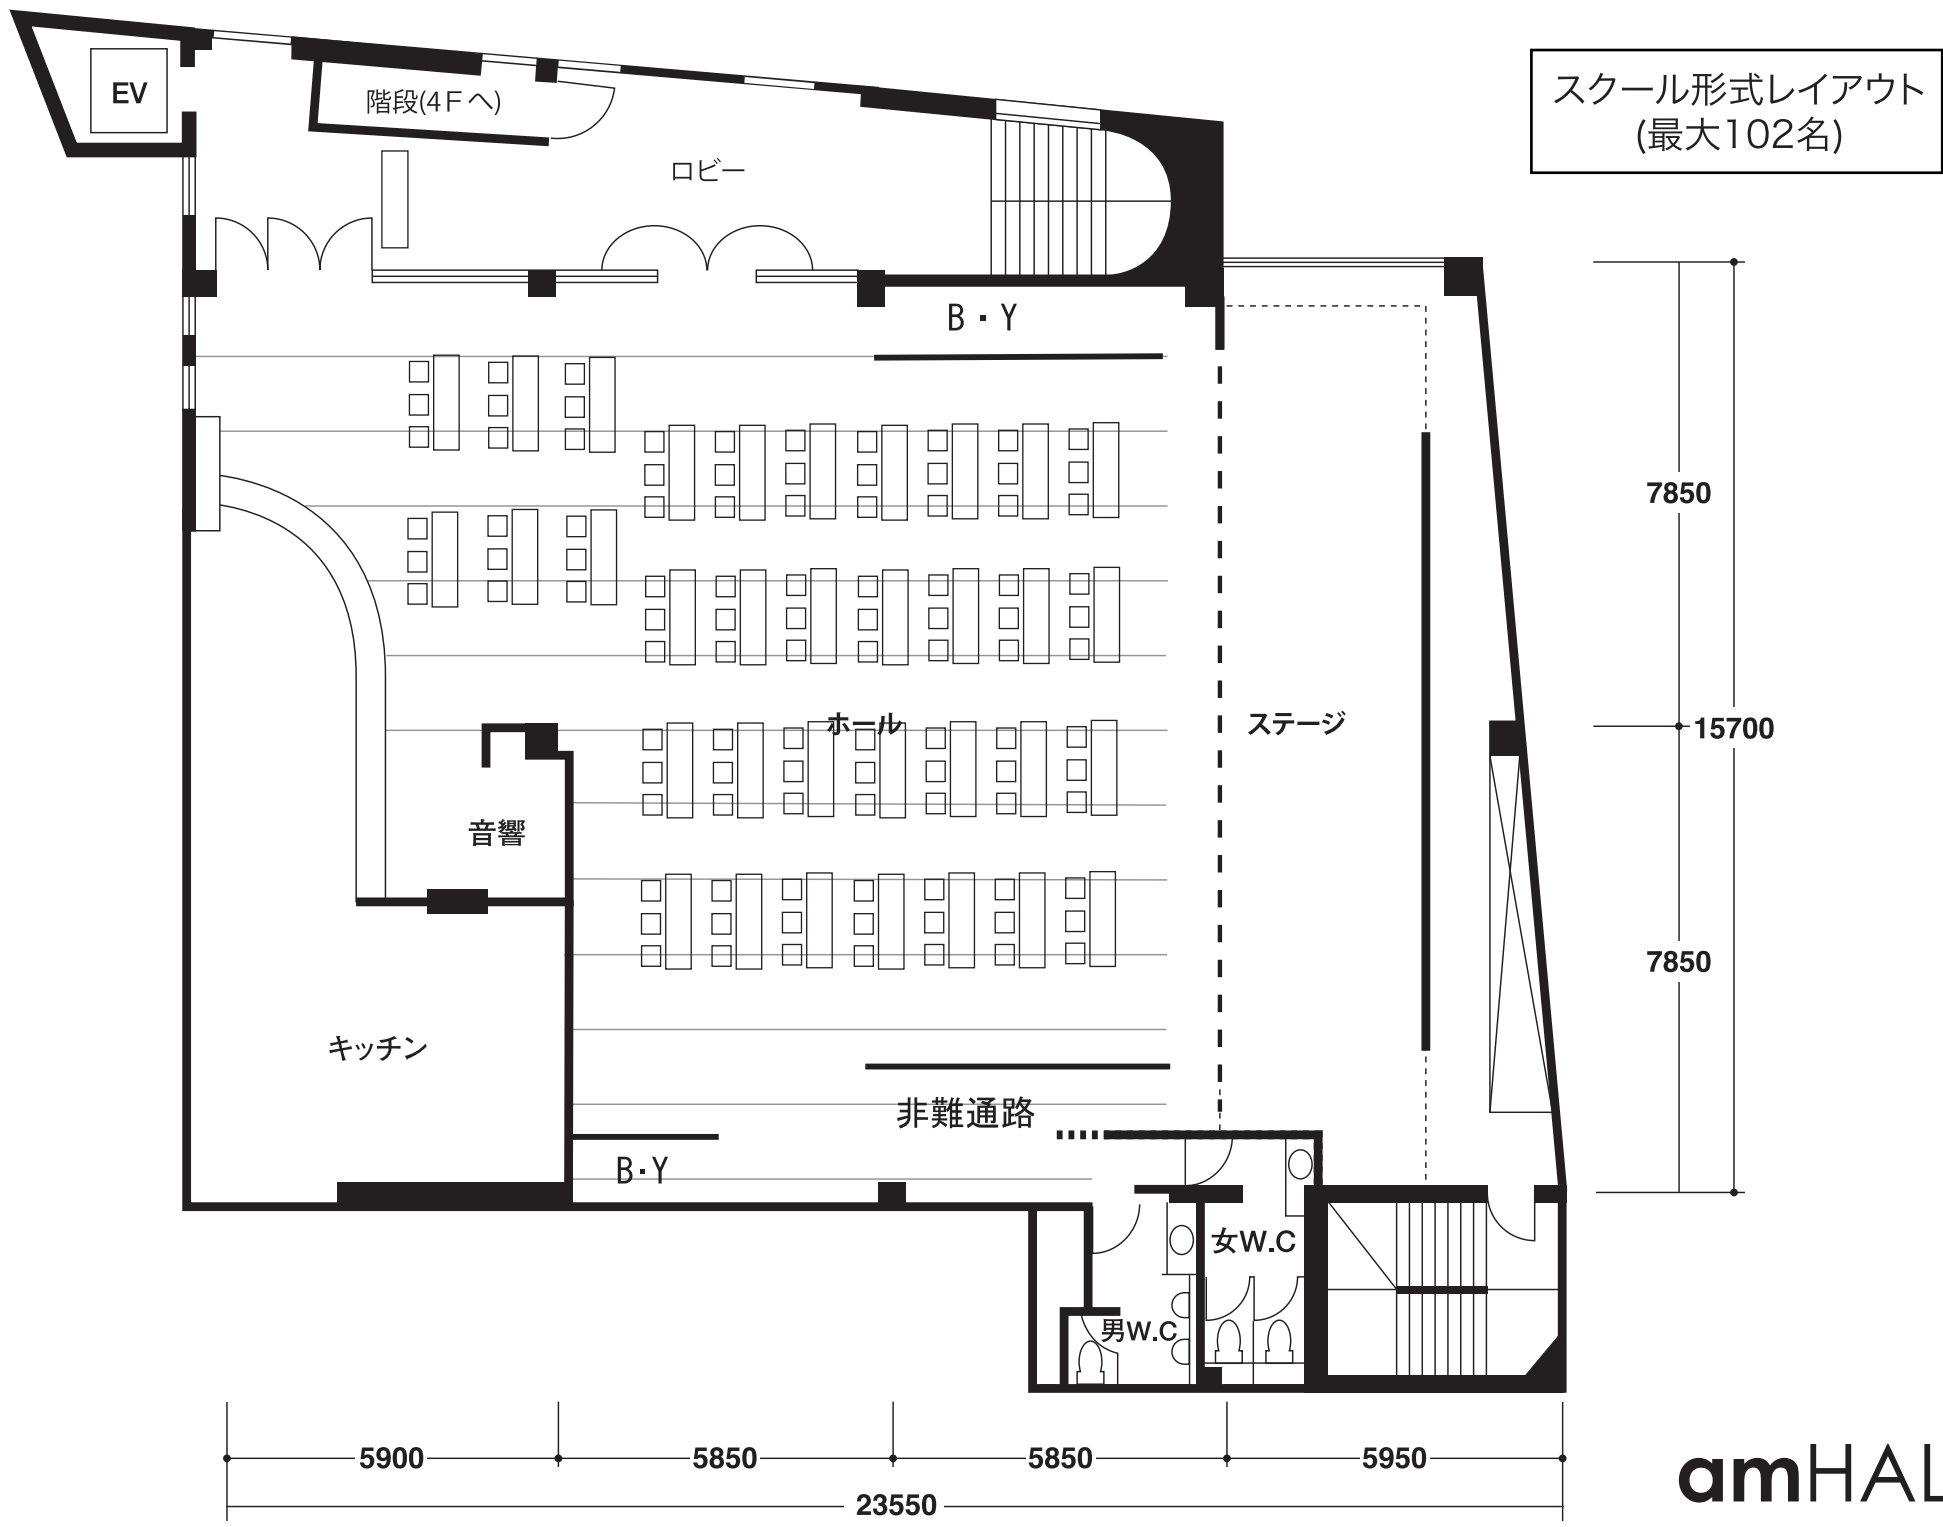 スクール形式レイアウト
(最大102名)
EV
階段(4Fへ)
ロビー
B・Y
7850
ホール
ステージ
15700
音響
7850
キッチン
非難通路
B・Y
女W.C
男W.C
5900
5850
5850
5950
23550
amHAL